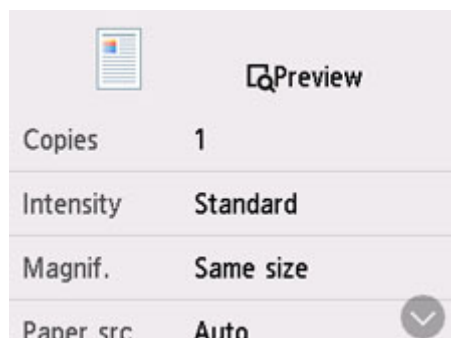 Preview
Copies 1
Intensity Standard
Magnif. Same size
Paper src Auto